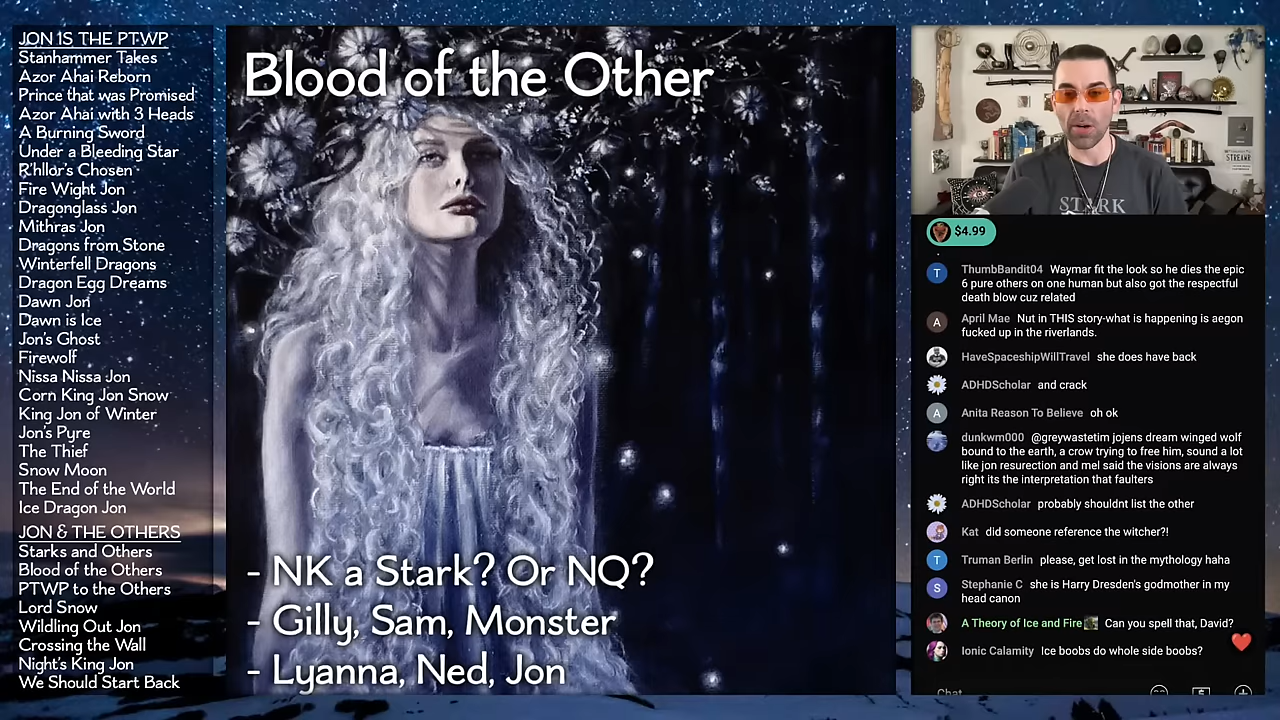 JON IS THE PTWP
Stanhammer Takes
Azor Ahai Reborn
Prince that was Promised
Azor Ahai with 3 Heads
A Burning Sword
Under a Bleeding Star
R'hllor's Chosen
Fire Wight Jon
Dragonglass Jon
Mithras Jon
Dragons from Stone
Winterfell Dragons
Dragon Egg Dreams
Dawn Jon
Dawn is Ice
Jon's Ghost
Firewolf
Nissa Nissa Jon
Corn King Jon Snow
King Jon of Winter
Jon's Pyre
The Thief
Snow Moon
The End of the World
Ice Dragon Jon
JON & THE OTHERS
Starks and Others
Blood of the Others
PTWP to the Others
Lord Snow
Wildling Out Jon
Crossing the Wall
Night's King Jon
We Should Start Back
Blood of the Other
- NK a Stark? Or NQ?
- Gilly, Sam, Monster
- Lyanna, Ned, Jon
STARK
$4.99
T ThumbBandit04 Waymar fit the look so he dies the epic
6 pure others on one human but also got the respectful
death blow cuz related
A April Mae Nut in THIS story-what is happening is aegon
fucked up in the riverlands.
HaveSpaceshipWillTravel she does have back
ADHDScholar and crack
A Anita Reason To Believe oh ok
dunkwm000 @greywastetim jojens dream winged wolf
bound to the earth, a crow trying to free him, sound a lot
like jon resurection and mel said the visions are always
right its the interpretation that faulters
ADHDScholar probably shouldnt list the other
Kat did someone reference the witcher?!
T Truman Berlin please, get lost in the mythology haha
S Stephanie C she is Harry Dresden's godmother in my
head canon
A Theory of Ice and Fire Can you spell that, David?
Ionic Calamity Ice boobs do whole side boobs?
Chat